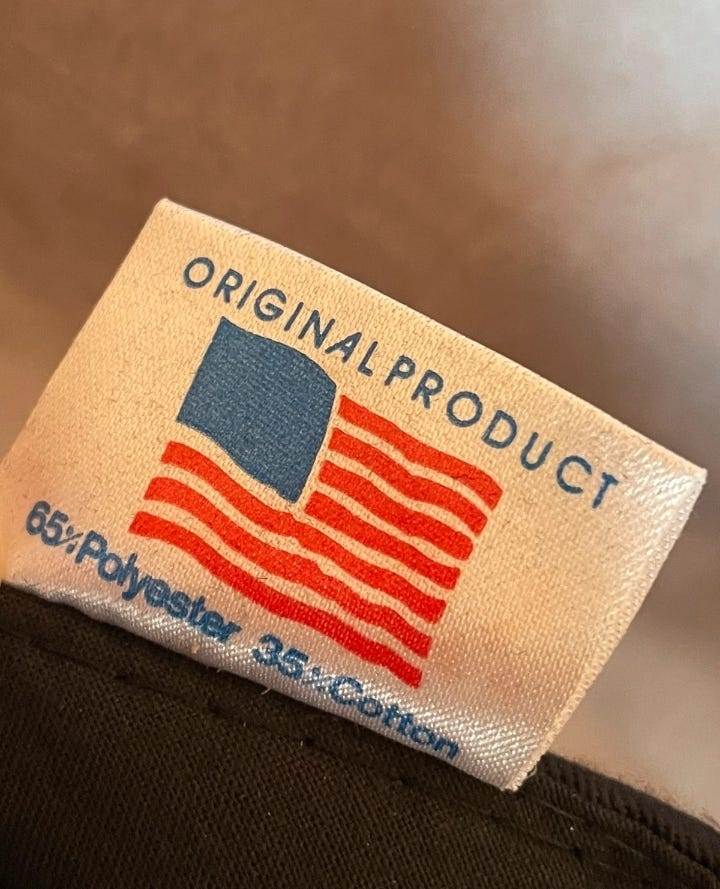 ORIGINAL PRODUCT
65% Polyester 35% Cotton